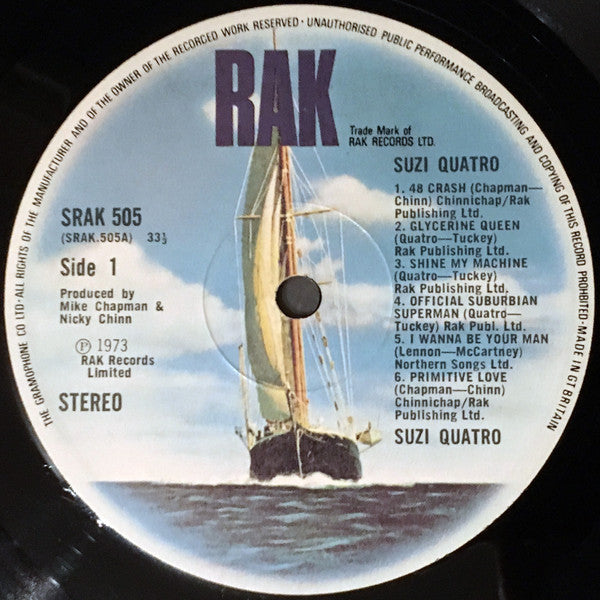 THE GRAMOPHONE CO LTD · ALL RIGHTS OF THE MANUFACTURER AND OF THE OWNER OF THE RECORDED WORK RESERVED · UNAUTHORISED PUBLIC PERFORMANCE BROADCASTING AND COPYING OF THIS RECORD PROHIBITED · MADE IN GT. BRITAIN
RAK
Trade Mark of
RAK RECORDS LTD.
SRAK 505
(SRAK.505A) 33⅓
Side 1
Produced by
Mike Chapman &
Nicky Chinn
Ⓟ 1973
RAK Records
Limited
STEREO
SUZI QUATRO
1. 48 CRASH (Chapman—
Chinn) Chinnichap/Rak
Publishing Ltd.
2. GLYCERINE QUEEN
(Quatro—Tuckey)
Rak Publishing Ltd.
3. SHINE MY MACHINE
(Quatro—Tuckey)
Rak Publishing Ltd.
4. OFFICIAL SUBURBIAN
SUPERMAN (Quatro—
Tuckey) Rak Publ. Ltd.
5. I WANNA BE YOUR MAN
(Lennon—McCartney)
Northern Songs Ltd.
6. PRIMITIVE LOVE
(Chapman—Chinn)
Chinnichap/Rak
Publishing Ltd.
SUZI QUATRO